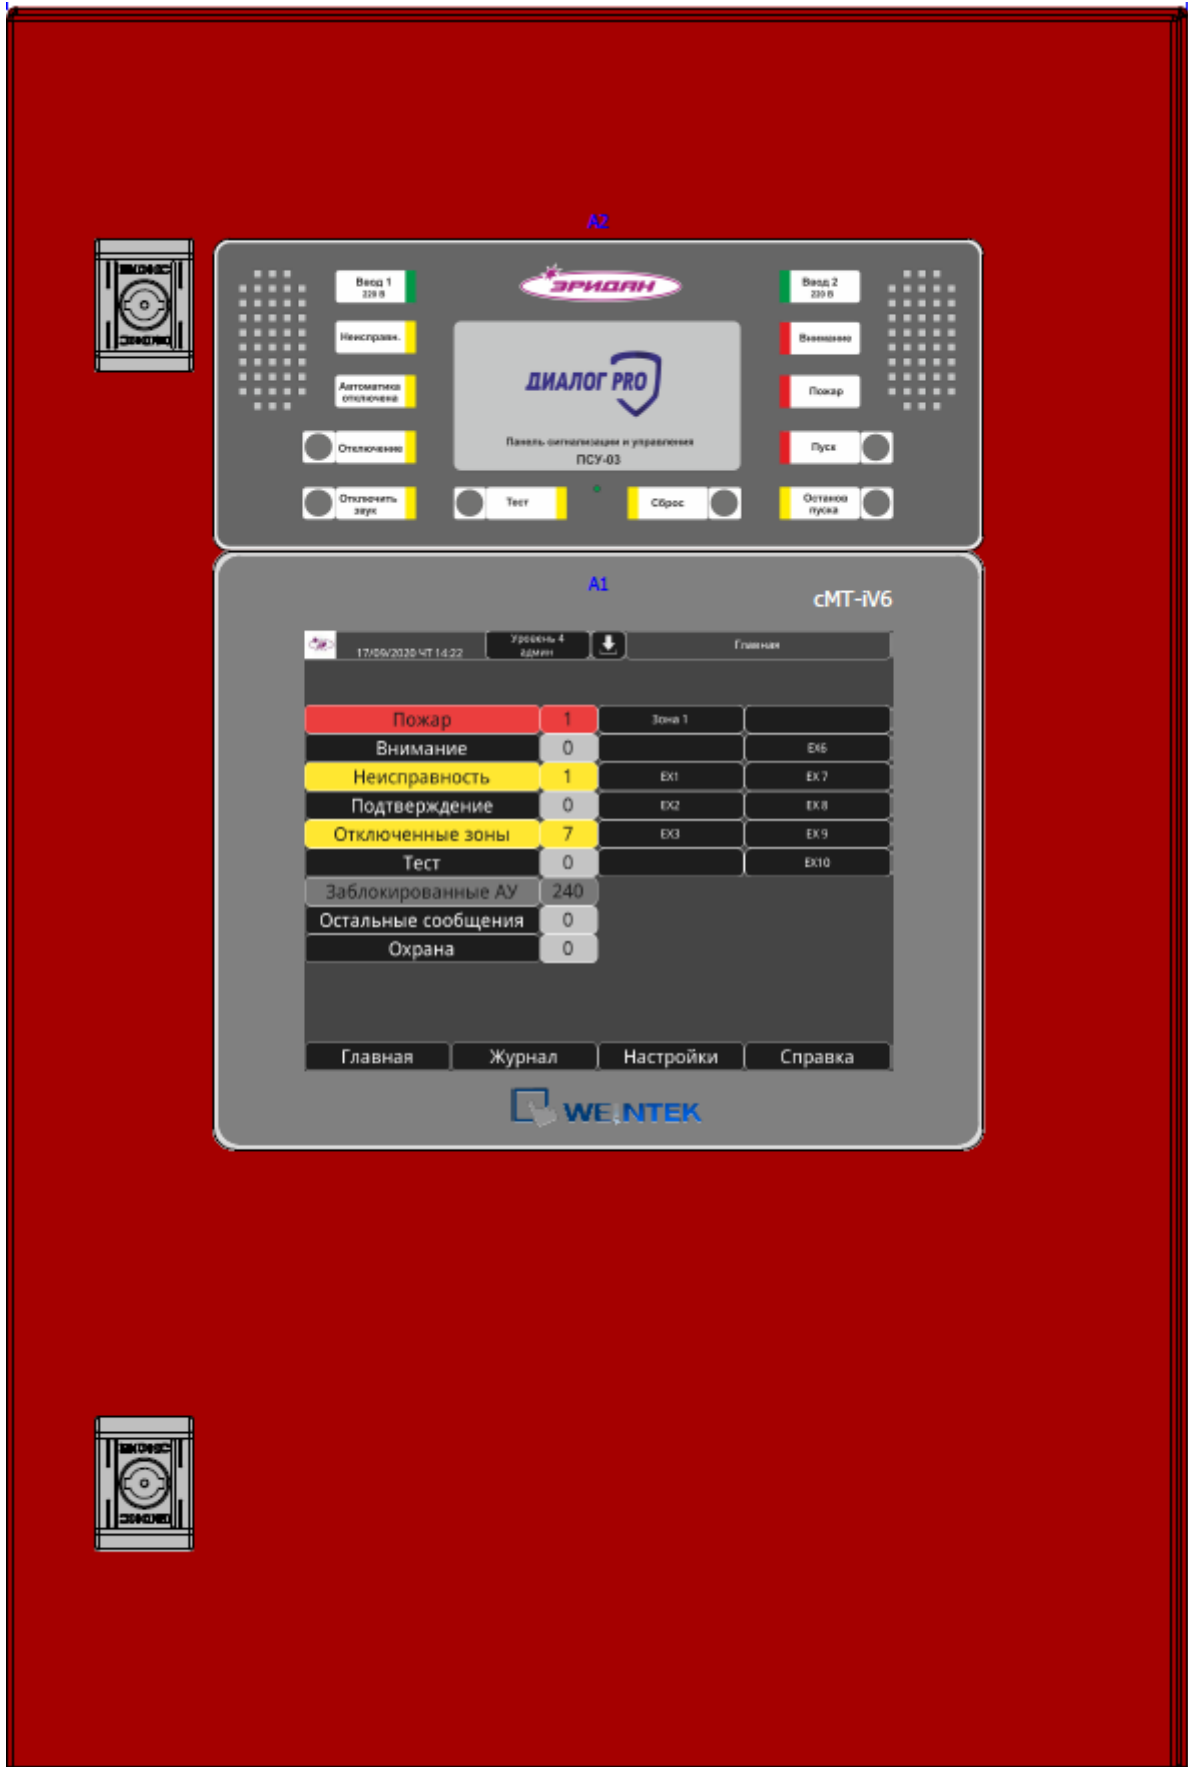 A2
Ввод 1
220 В
Неисправн.
Автоматика
отключена
Отключение
Отключить
звук
ЭРИДАН
ДИАЛОГ PRO
Панель сигнализации и управления
ПСУ-03
Тест
Сброс
Ввод 2
220 В
Внимание
Пожар
Пуск
Останов
пуска
A1
cMT-iV6
17/09/2020 ЧТ 14:22
Уровень 4
админ
Главная
Пожар 1 Зона 1
Внимание 0 EX6
Неисправность 1 EX1 EX7
Подтверждение 0 EX2 EX8
Отключенные зоны 7 EX3 EX9
Тест 0 EX10
Заблокированные АУ 240
Остальные сообщения 0
Охрана 0
Главная Журнал Настройки Справка
WEINTEK